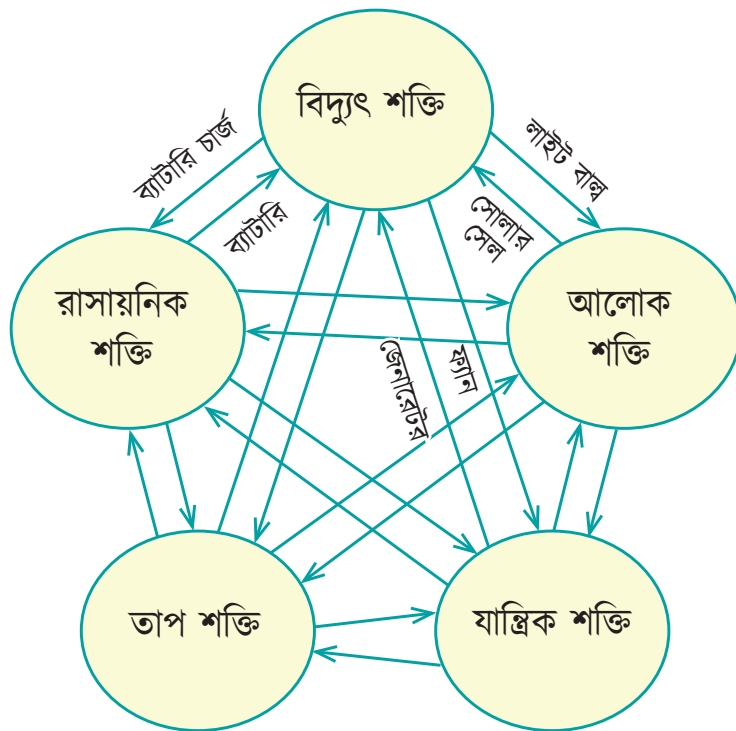 বিদ্যুৎ শক্তি
ব্যাটারি চার্জ
লাইট বাল্ব
ব্যাটারি
সোলার
সেল
রাসায়নিক
শক্তি
আলোক
শক্তি
জেনারেটর
ফ্যান
তাপ শক্তি
যান্ত্রিক শক্তি